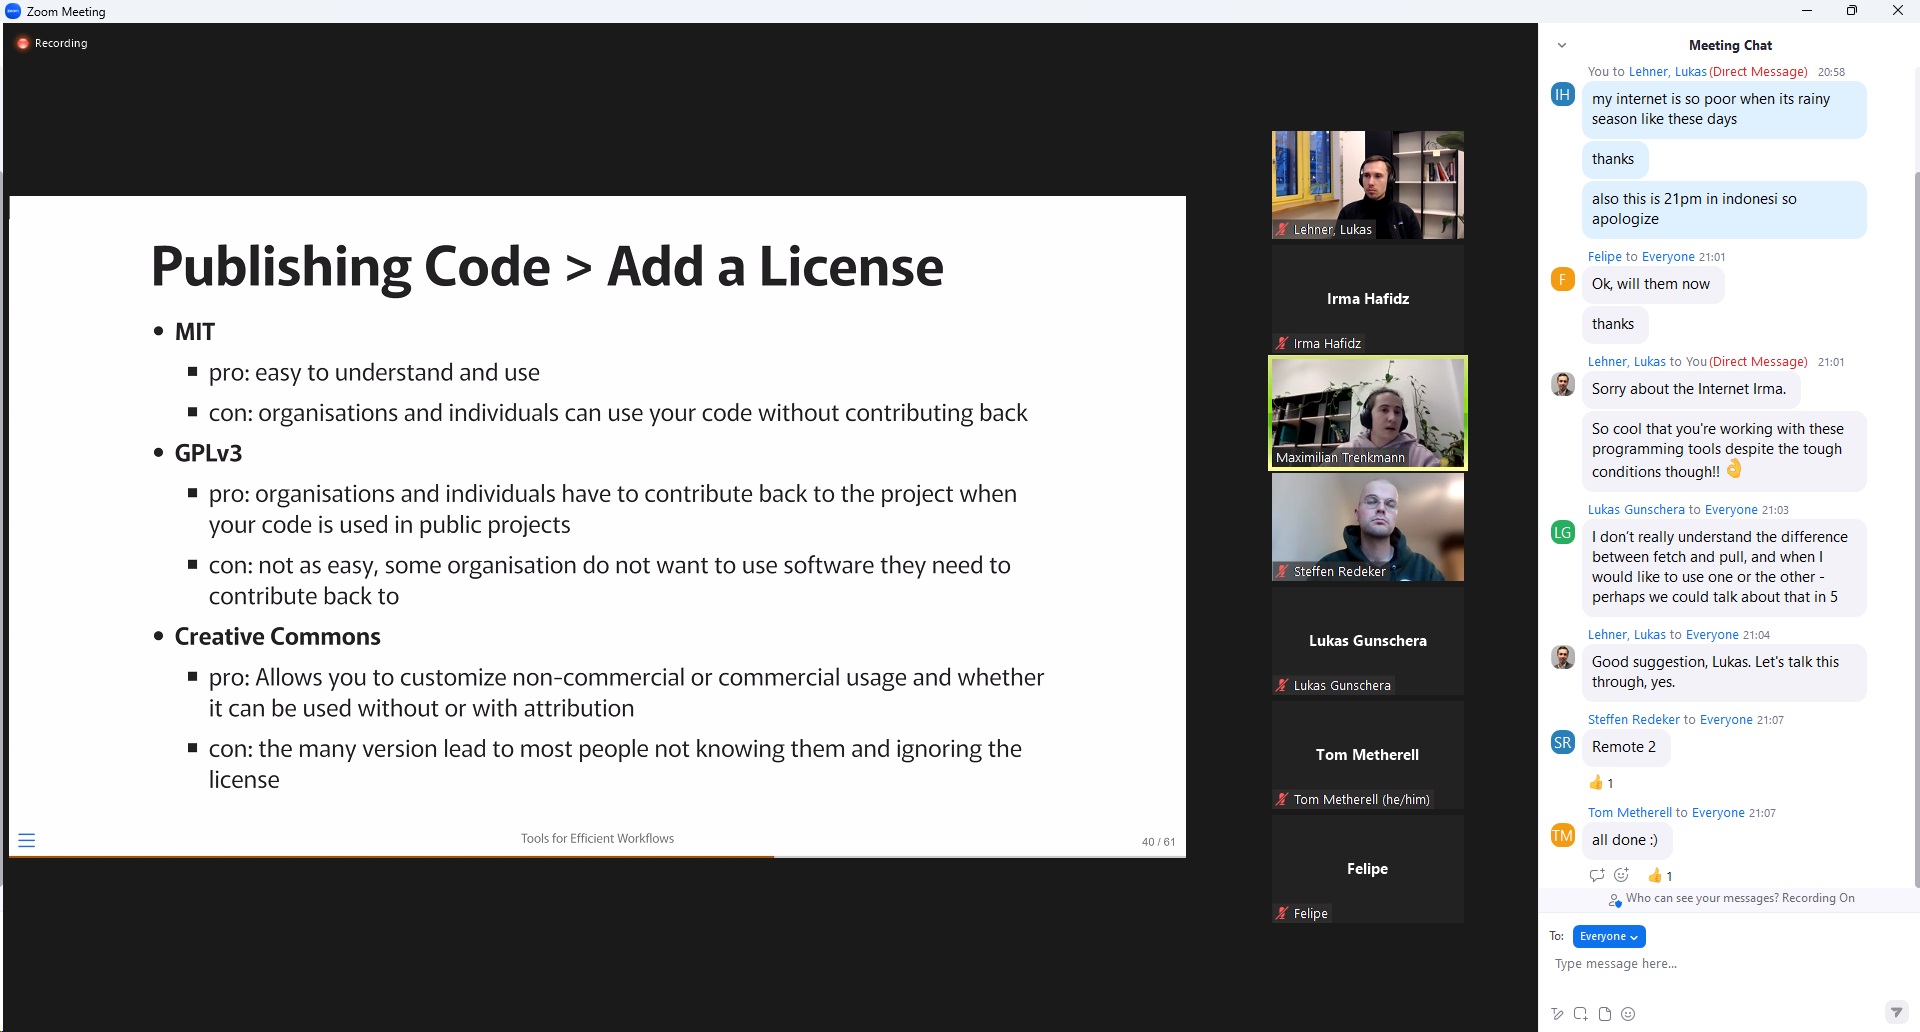 Zoom Meeting
Recording
Publishing Code > Add a License
• MIT
▪ pro: easy to understand and use
▪ con: organisations and individuals can use your code without contributing back
• GPLv3
▪ pro: organisations and individuals have to contribute back to the project when
your code is used in public projects
▪ con: not as easy, some organisation do not want to use software they need to
contribute back to
• Creative Commons
▪ pro: Allows you to customize non-commercial or commercial usage and whether
it can be used without or with attribution
▪ con: the many version lead to most people not knowing them and ignoring the
license
Tools for Efficient Workflows
40 / 61
Lehner, Lukas
Irma Hafidz
Irma Hafidz
Maximilian Trenkmann
Steffen Redeker
Lukas Gunschera
Lukas Gunschera
Tom Metherell
Tom Metherell (he/him)
Felipe
Felipe
Meeting Chat
You to Lehner, Lukas (Direct Message) 20:58
IH
my internet is so poor when its rainy
season like these days
thanks
also this is 21pm in indonesi so
apologize
Felipe to Everyone 21:01
F
Ok, will them now
thanks
Lehner, Lukas to You (Direct Message) 21:01
Sorry about the Internet Irma.
So cool that you're working with these
programming tools despite the tough
conditions though!! 👌
Lukas Gunschera to Everyone 21:03
LG
I don't really understand the difference
between fetch and pull, and when I
would like to use one or the other -
perhaps we could talk about that in 5
Lehner, Lukas to Everyone 21:04
Good suggestion, Lukas. Let's talk this
through, yes.
Steffen Redeker to Everyone 21:07
SR
Remote 2
👍 1
Tom Metherell to Everyone 21:07
TM
all done :)
👍 1
Who can see your messages? Recording On
To: Everyone
Type message here...